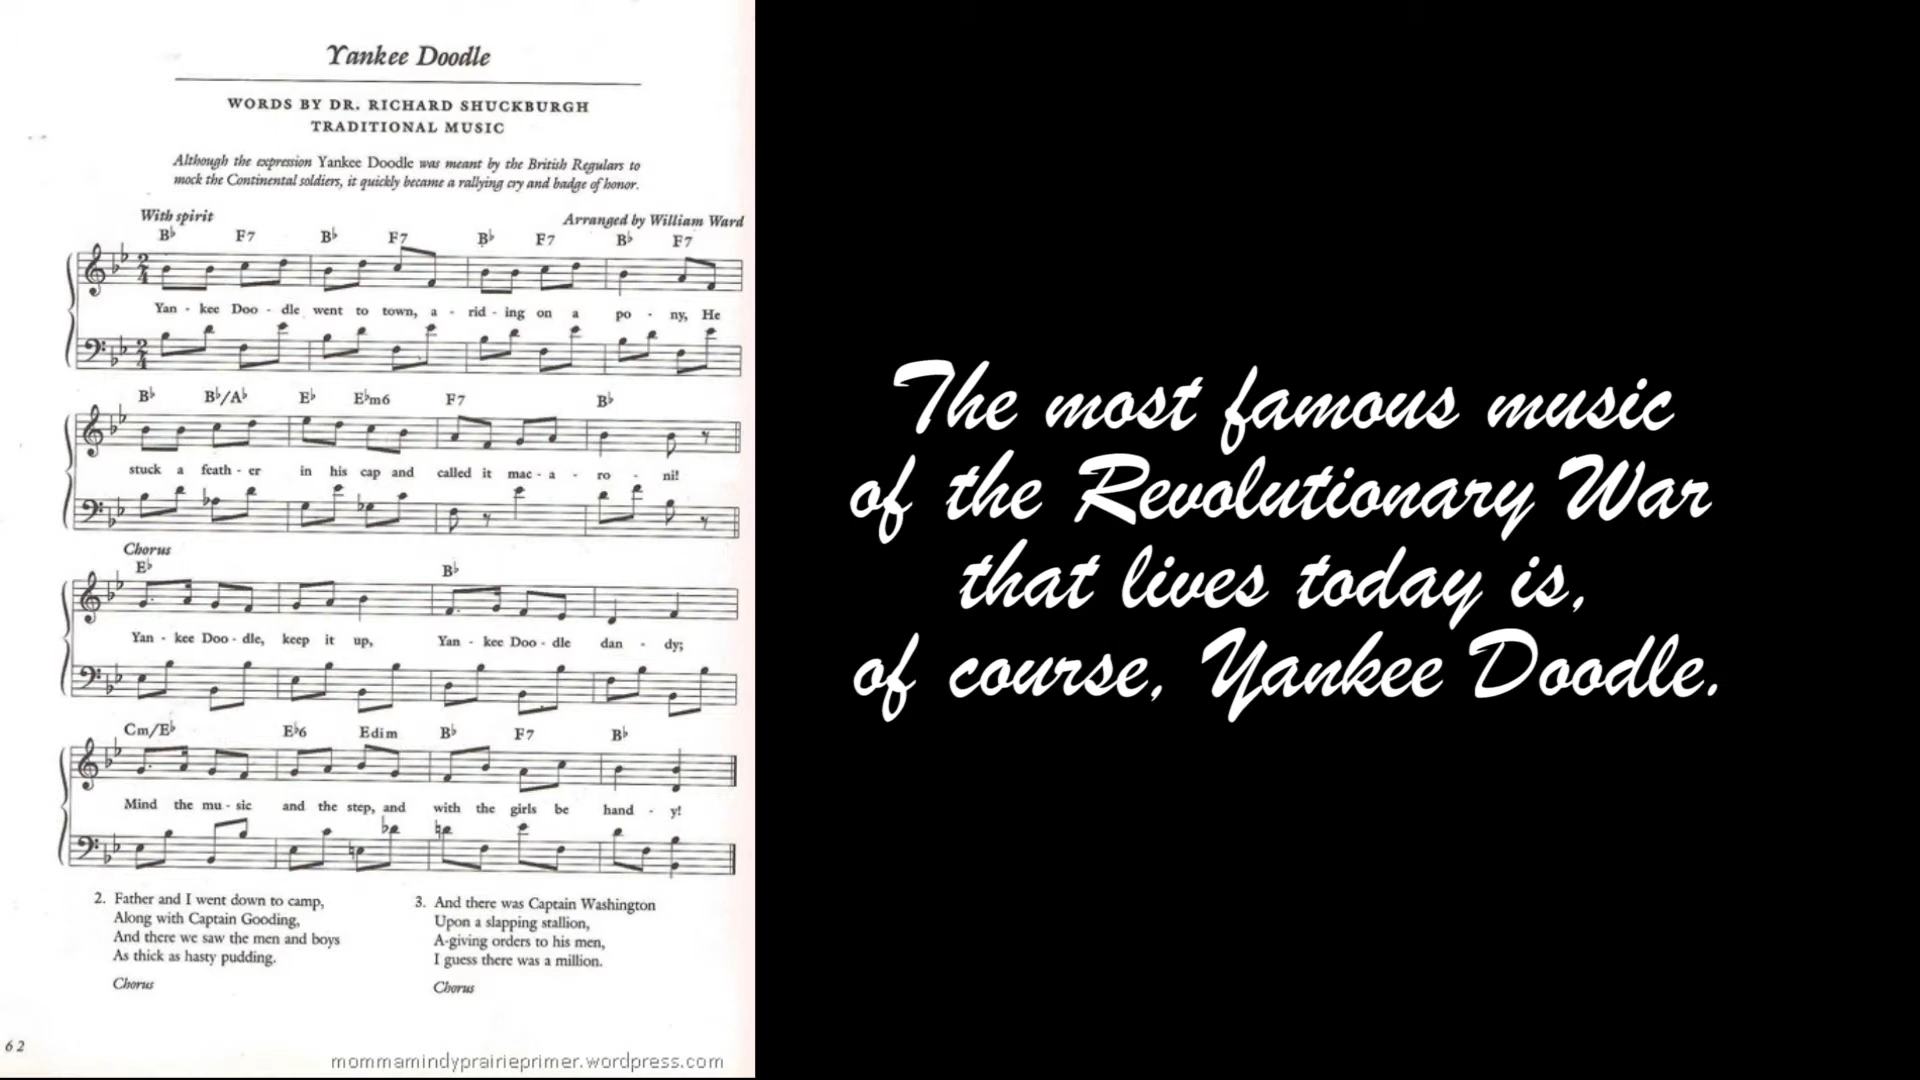 Yankee Doodle
WORDS BY DR. RICHARD SHUCKBURGH
TRADITIONAL MUSIC
Although the expression Yankee Doodle was meant by the British Regulars to
mock the Continental soldiers, it quickly became a rallying cry and badge of honor.
With spirit
Arranged by William Ward
B♭ F7 B♭ F7 B♭ F7 B♭ F7
Yan - kee Doo - dle went to town, a - rid - ing on a po - ny, He
B♭ B♭/A♭ E♭ E♭m6 F7 B♭
stuck a feath - er in his cap and called it mac - a - ro - ni!
Chorus
E♭ B♭
Yan - kee Doo - dle, keep it up, Yan - kee Doo - dle dan - dy;
Cm/E♭ E♭6 Edim B♭ F7 B♭
Mind the mu - sic and the step, and with the girls be hand - y!
2. Father and I went down to camp,
Along with Captain Gooding,
And there we saw the men and boys
As thick as hasty pudding.
Chorus
3. And there was Captain Washington
Upon a slapping stallion,
A-giving orders to his men,
I guess there was a million.
Chorus
62
mommamindyprairieprimer.wordpress.com
The most famous music
of the Revolutionary War
that lives today is,
of course, Yankee Doodle.